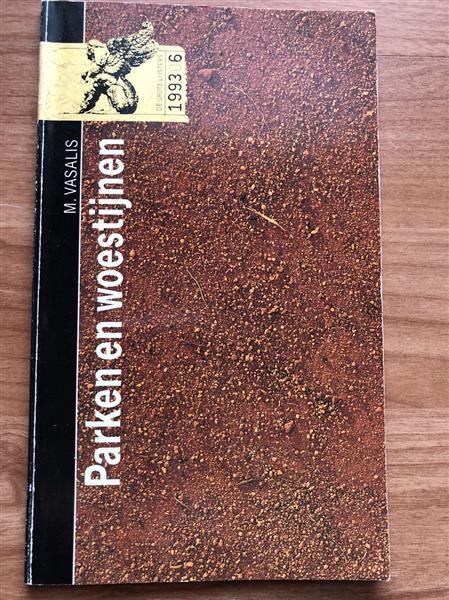 DE GROTE LIJSTERS
1993 6
M. VASALIS
Parken en woestijnen